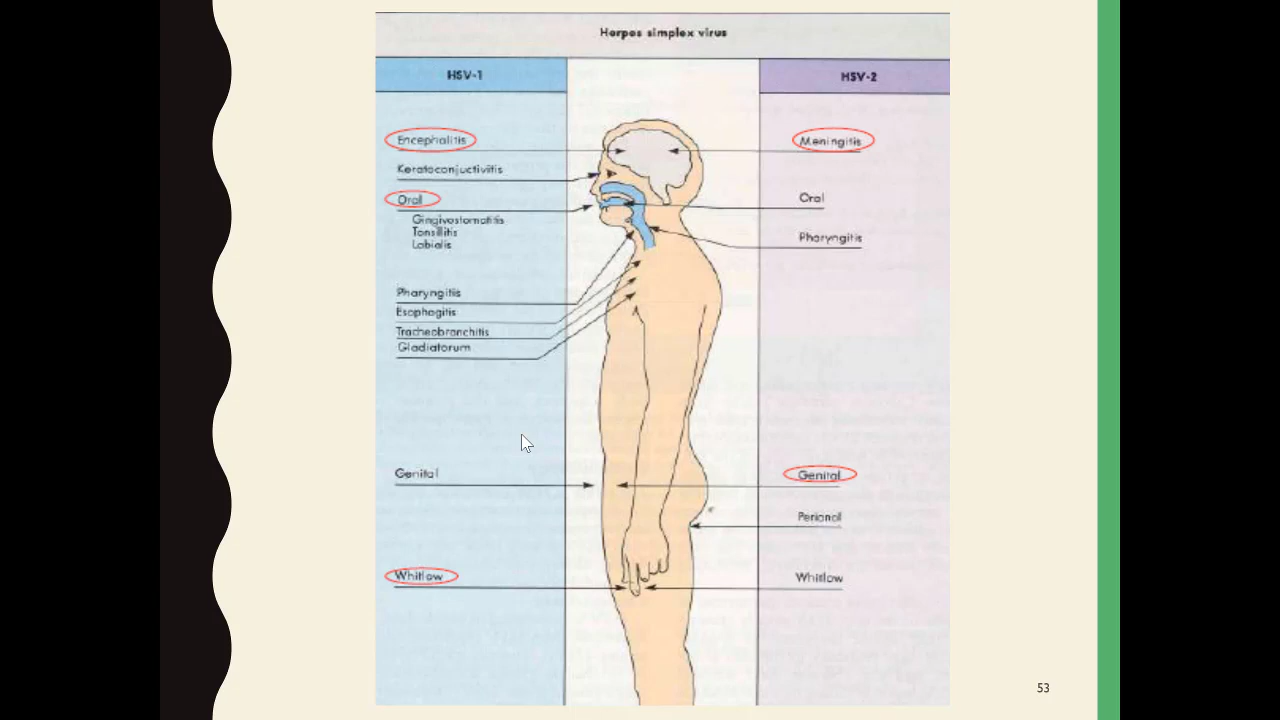 Herpes simplex virus
HSV-1
Encephalitis
Keratoconjuctivitis
Oral
Gingivostomatitis
Tonsillitis
Labialis
Pharyngitis
Esophagitis
Tracheobronchitis
Gladiatorum
Genital
Whitlow
HSV-2
Meningitis
Oral
Pharyngitis
Genital
Perianal
Whitlow
53